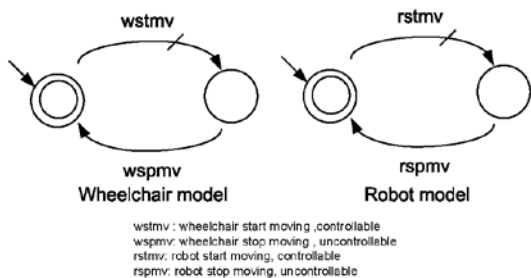 wstmv
rstmv
wspmv
rspmv
Wheelchair model
Robot model
wstmv : wheelchair start moving ,controllable
wspmv: wheelchair stop moving , uncontrollable
rstmv: robot start moving, controllable
rspmv: robot stop moving, uncontrollable